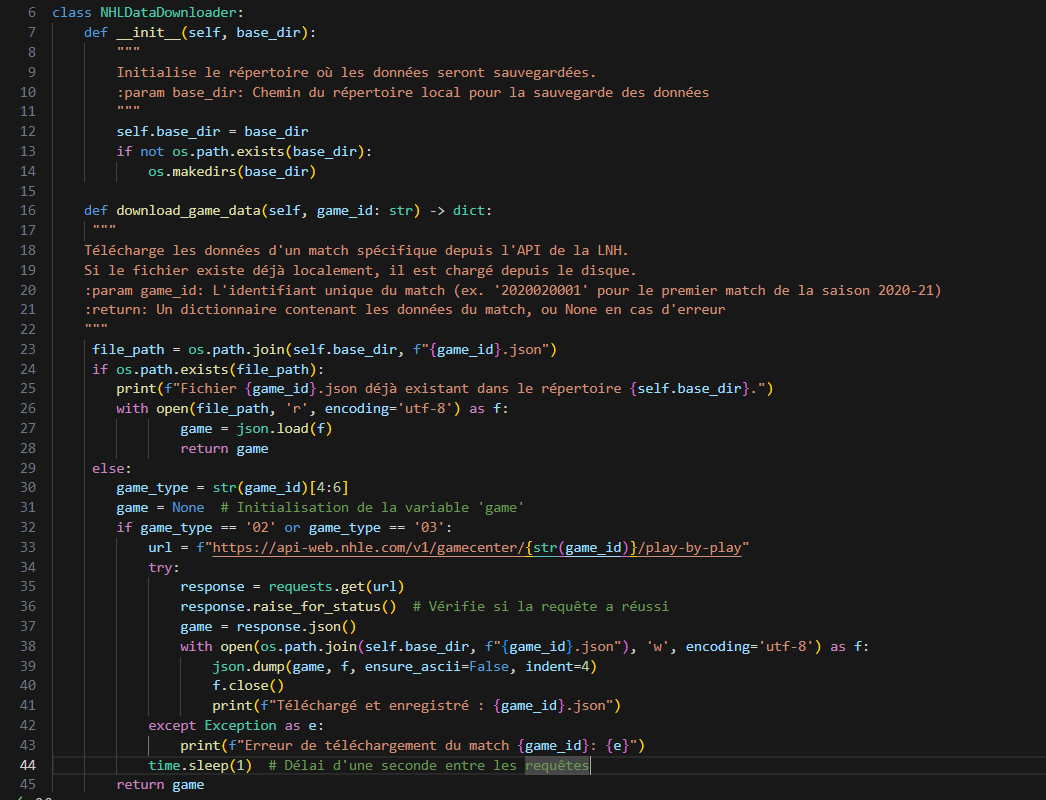 6 class NHLDataDownloader:
7     def __init__(self, base_dir):
8         """
9         Initialise le répertoire où les données seront sauvegardées.
10         :param base_dir: Chemin du répertoire local pour la sauvegarde des données
11         """
12         self.base_dir = base_dir
13         if not os.path.exists(base_dir):
14             os.makedirs(base_dir)
15
16     def download_game_data(self, game_id: str) -> dict:
17      """
18     Télécharge les données d'un match spécifique depuis l'API de la LNH.
19     Si le fichier existe déjà localement, il est chargé depuis le disque.
20     :param game_id: L'identifiant unique du match (ex. '2020020001' pour le premier match de la saison 2020-21)
21     :return: Un dictionnaire contenant les données du match, ou None en cas d'erreur
22     """
23      file_path = os.path.join(self.base_dir, f"{game_id}.json")
24      if os.path.exists(file_path):
25         print(f"Fichier {game_id}.json déjà existant dans le répertoire {self.base_dir}.")
26         with open(file_path, 'r', encoding='utf-8') as f:
27                 game = json.load(f)
28                 return game
29      else:
30         game_type = str(game_id)[4:6]
31         game = None  # Initialisation de la variable 'game'
32         if game_type == '02' or game_type == '03':
33             url = f"https://api-web.nhle.com/v1/gamecenter/{str(game_id)}/play-by-play"
34             try:
35                 response = requests.get(url)
36                 response.raise_for_status()  # Vérifie si la requête a réussi
37                 game = response.json()
38                 with open(os.path.join(self.base_dir, f"{game_id}.json"), 'w', encoding='utf-8') as f:
39                     json.dump(game, f, ensure_ascii=False, indent=4)
40                     f.close()
41                     print(f"Téléchargé et enregistré : {game_id}.json")
42             except Exception as e:
43                 print(f"Erreur de téléchargement du match {game_id}: {e}")
44             time.sleep(1)  # Délai d'une seconde entre les requêtes
45         return game